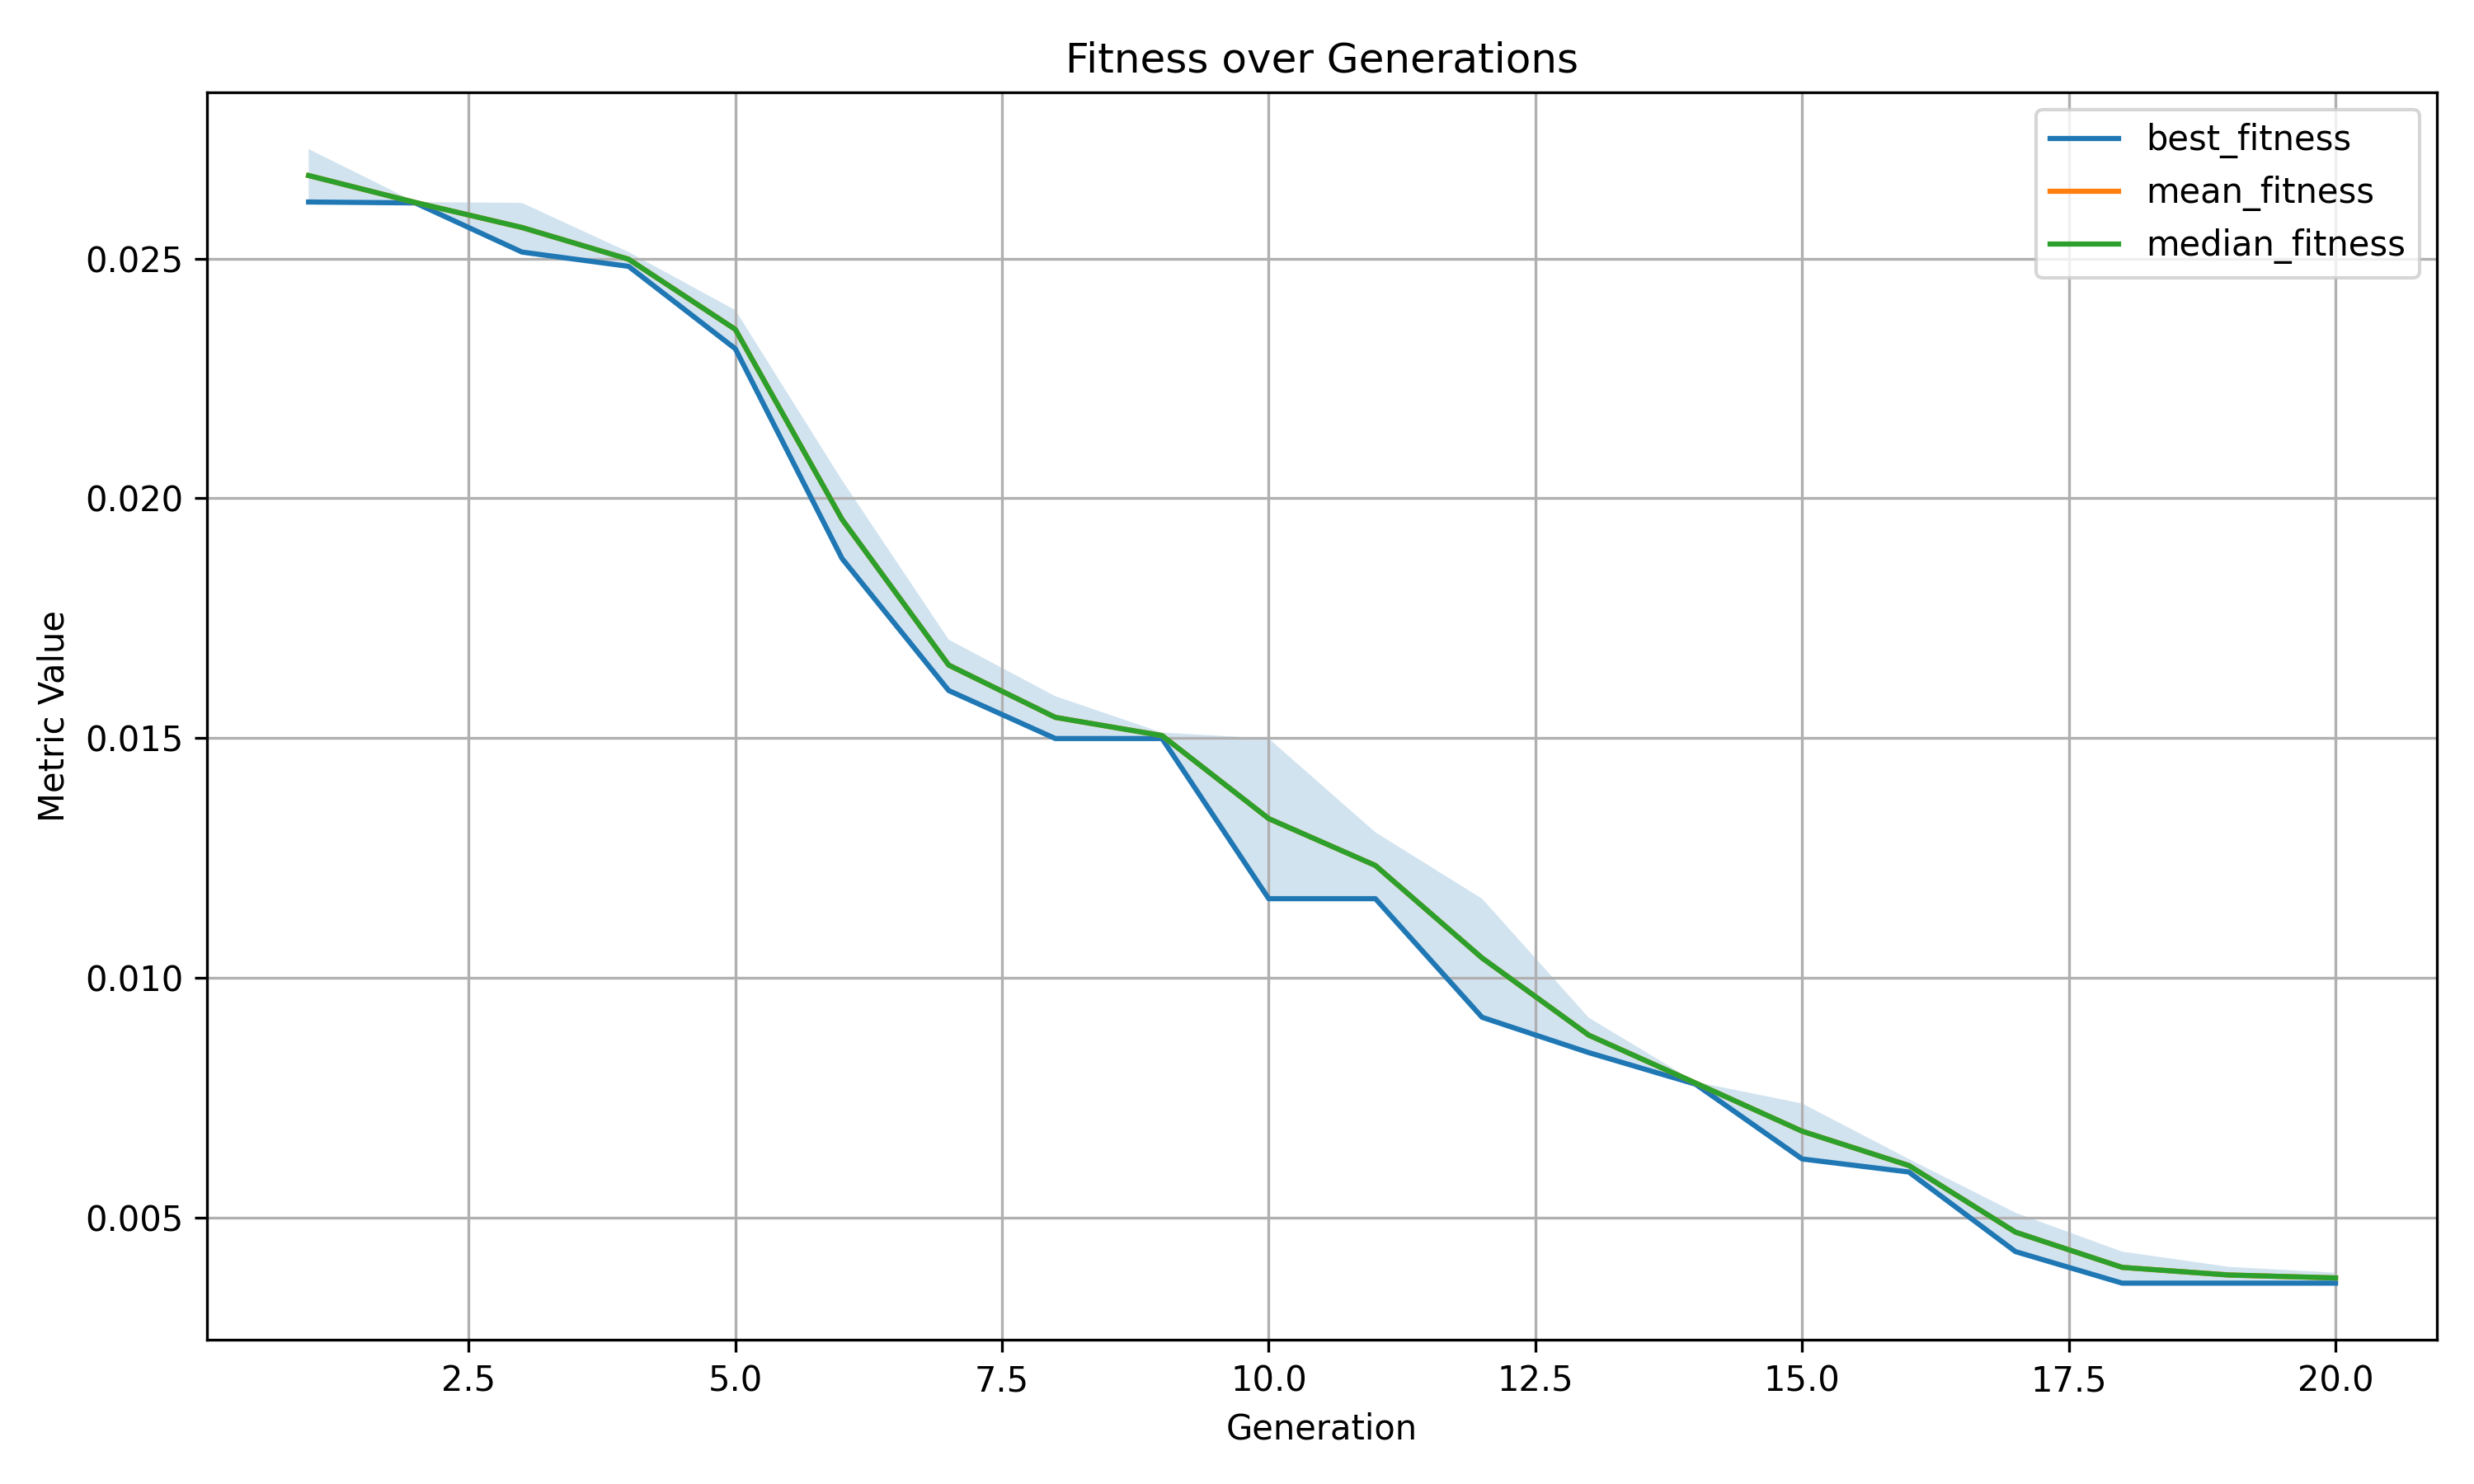 Fitness over Generations
best_fitness
mean_fitness
median_fitness
Metric Value
0.025
0.020
0.015
0.010
0.005
2.5 5.0 7.5 10.0 12.5 15.0 17.5 20.0
Generation